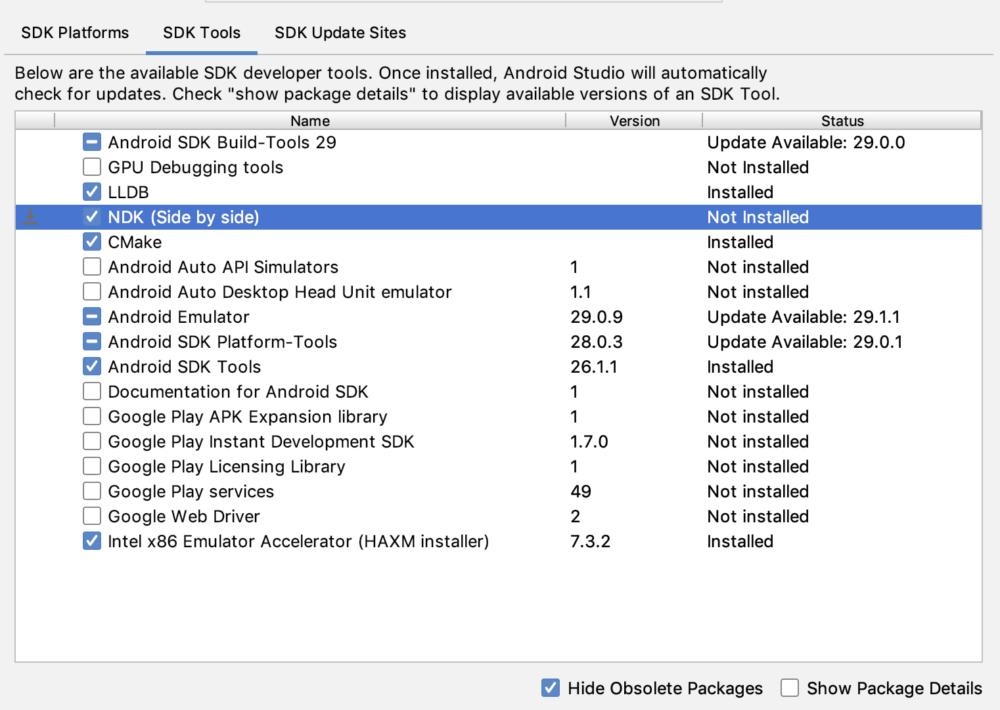 SDK Platforms SDK Tools SDK Update Sites
Below are the available SDK developer tools. Once installed, Android Studio will automatically
check for updates. Check "show package details" to display available versions of an SDK Tool.
Name Version Status
Android SDK Build-Tools 29 Update Available: 29.0.0
GPU Debugging tools Not Installed
LLDB Installed
NDK (Side by side) Not Installed
CMake Installed
Android Auto API Simulators 1 Not installed
Android Auto Desktop Head Unit emulator 1.1 Not installed
Android Emulator 29.0.9 Update Available: 29.1.1
Android SDK Platform-Tools 28.0.3 Update Available: 29.0.1
Android SDK Tools 26.1.1 Installed
Documentation for Android SDK 1 Not installed
Google Play APK Expansion library 1 Not installed
Google Play Instant Development SDK 1.7.0 Not installed
Google Play Licensing Library 1 Not installed
Google Play services 49 Not installed
Google Web Driver 2 Not installed
Intel x86 Emulator Accelerator (HAXM installer) 7.3.2 Installed
Hide Obsolete Packages Show Package Details